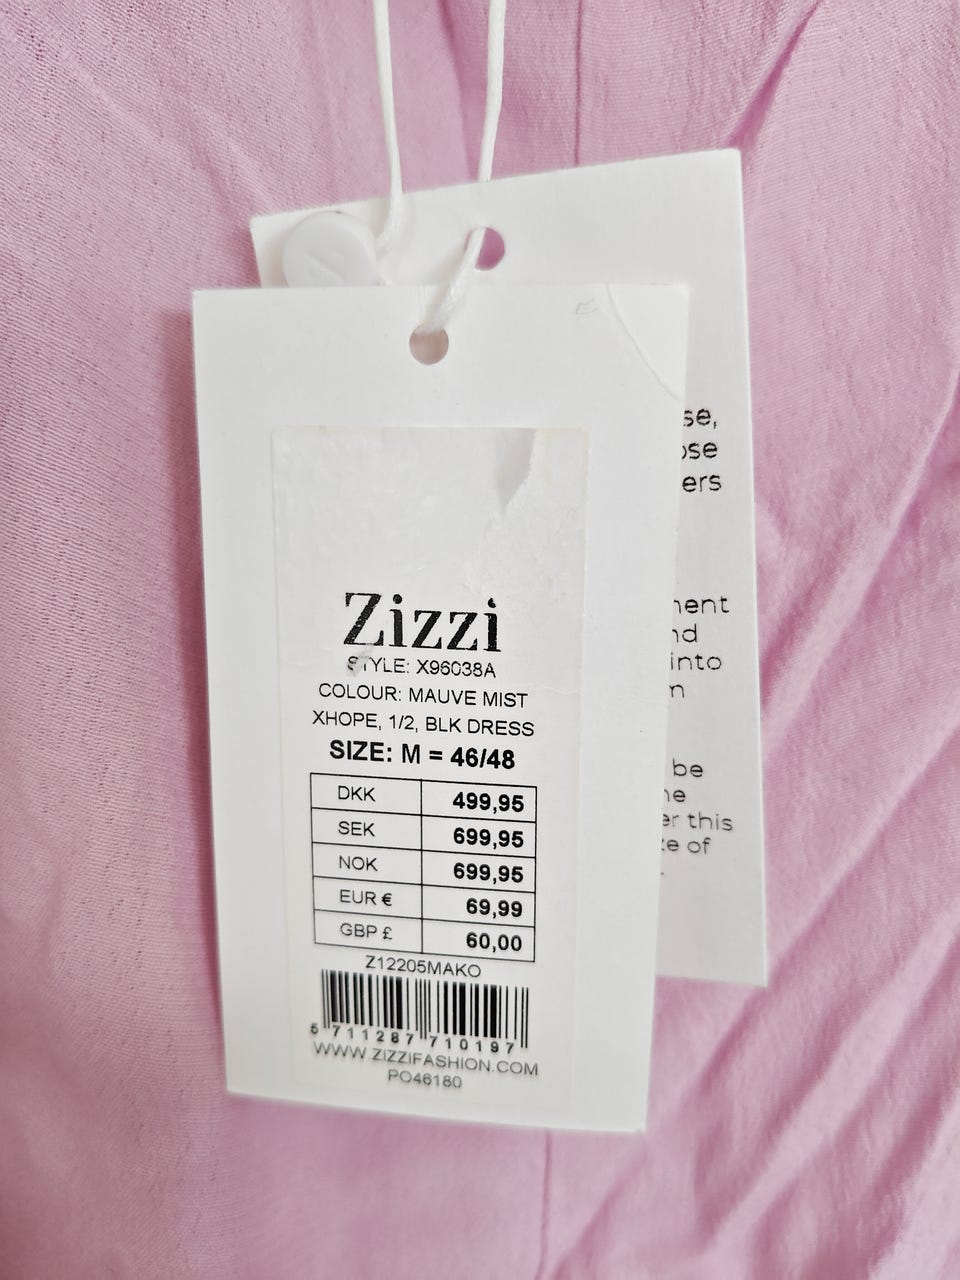 Zizzi
STYLE: X96038A
COLOUR: MAUVE MIST
XHOPE, 1/2, BLK DRESS
SIZE: M = 46/48
DKK 499,95
SEK 699,95
NOK 699,95
EUR € 69,99
GBP £ 60,00
Z12205MAKO
5 711287 710197
WWW.ZIZZIFASHION.COM
PO46180
se,
ose
ers
nent
nd
into
m
be
he
er this
ze of